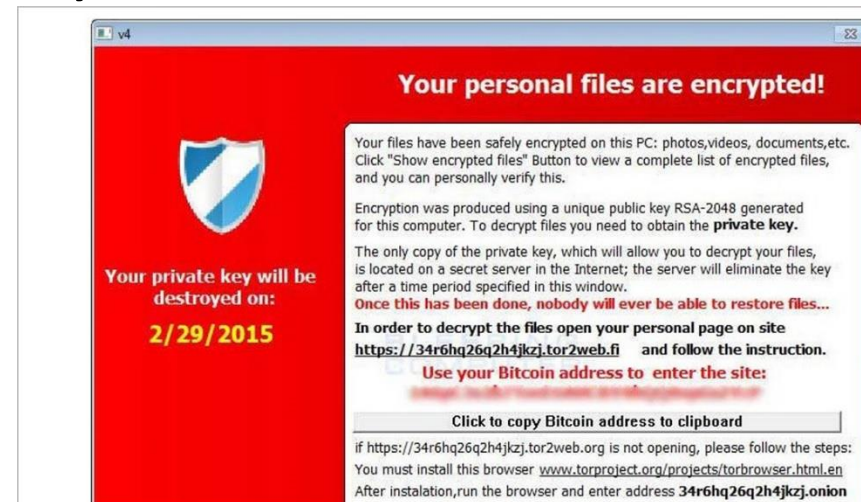 v4
Your personal files are encrypted!
Your files have been safely encrypted on this PC: photos,videos, documents,etc.
Click "Show encrypted files" Button to view a complete list of encrypted files,
and you can personally verify this.
Encryption was produced using a unique public key RSA-2048 generated
for this computer. To decrypt files you need to obtain the private key.
The only copy of the private key, which will allow you to decrypt your files,
is located on a secret server in the Internet; the server will eliminate the key
after a time period specified in this window.
Once this has been done, nobody will ever be able to restore files...
In order to decrypt the files open your personal page on site
https://34r6hq26q2h4jkzj.tor2web.fi and follow the instruction.
Use your Bitcoin address to enter the site:
Click to copy Bitcoin address to clipboard
if https://34r6hq26q2h4jkzj.tor2web.org is not opening, please follow the steps:
You must install this browser www.torproject.org/projects/torbrowser.html.en
After instalation,run the browser and enter address 34r6hq26q2h4jkzj.onion
Your private key will be
destroyed on:
2/29/2015